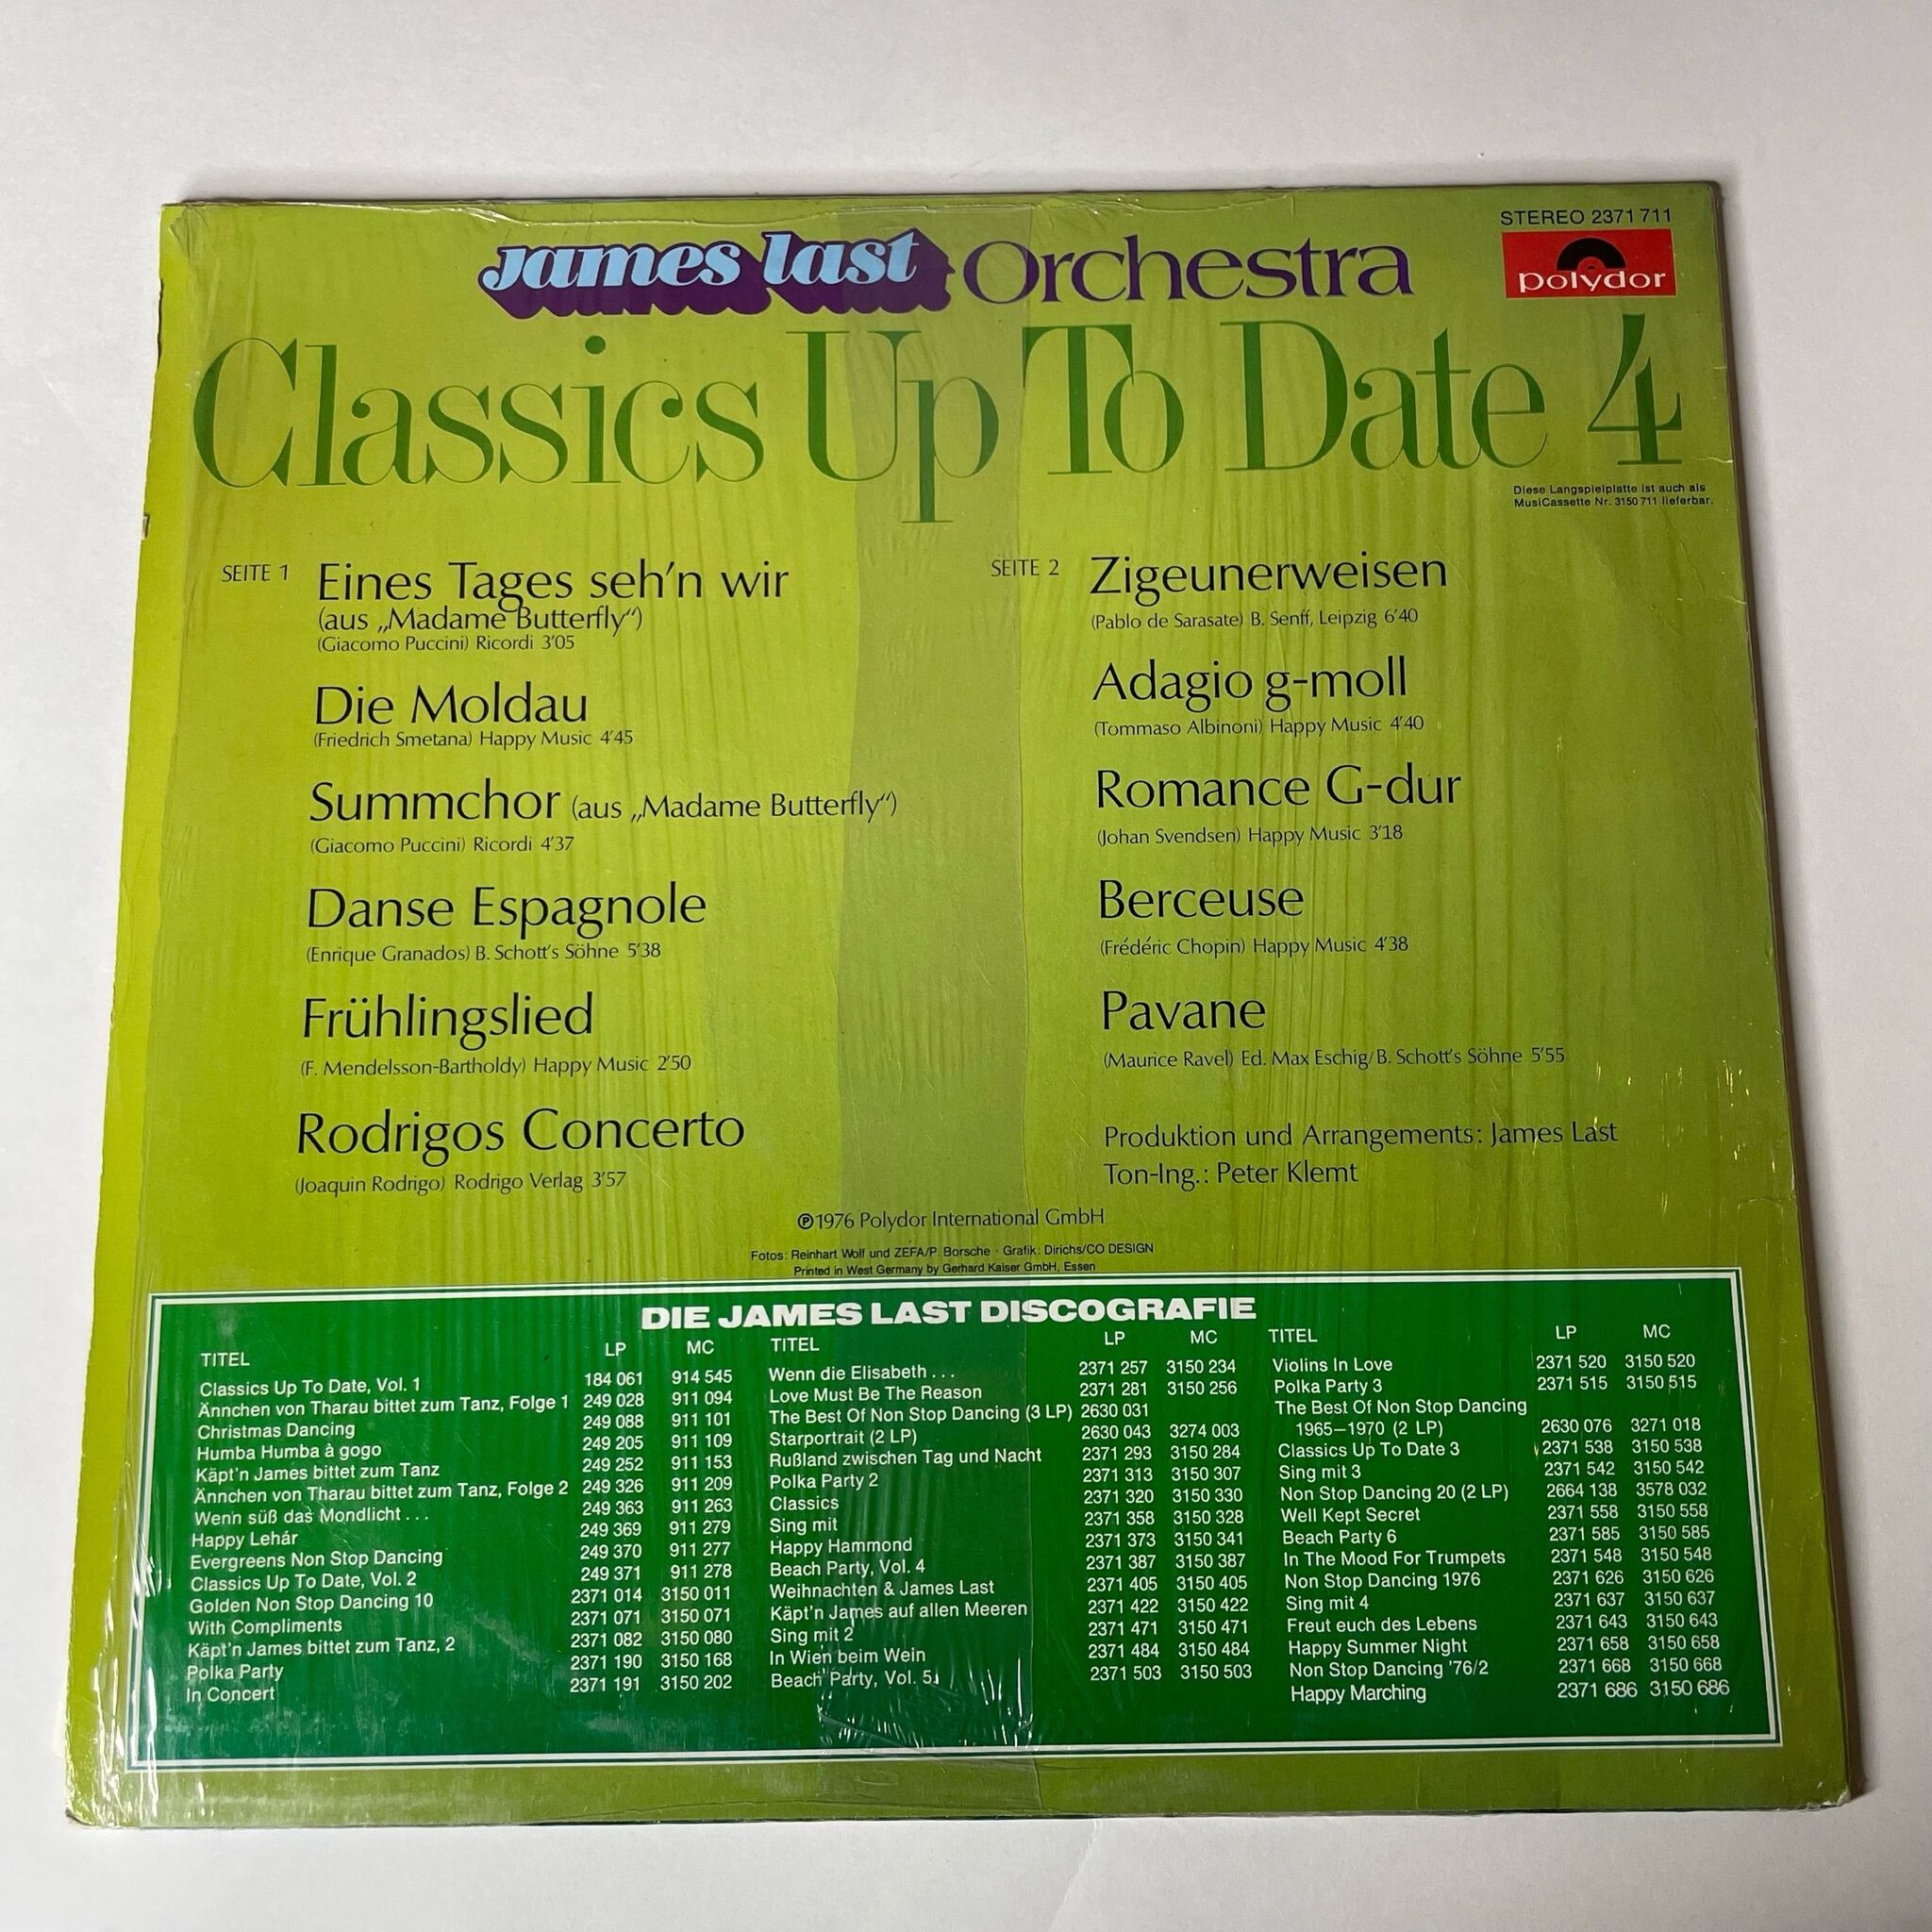 STEREO 2371 711
polydor
James Last Orchestra
Classics Up To Date 4
Diese Langspielplatte ist auch als
MusiCassette Nr. 3150 711 lieferbar.
SEITE 1
Eines Tages seh'n wir
(aus „Madame Butterfly“)
(Giacomo Puccini) Ricordi 3'05
Die Moldau
(Friedrich Smetana) Happy Music 4'45
Summchor (aus „Madame Butterfly“)
(Giacomo Puccini) Ricordi 4'37
Danse Espagnole
(Enrique Granados) B. Schott's Söhne 5'38
Frühlingslied
(F. Mendelsson-Bartholdy) Happy Music 2'50
Rodrigos Concerto
(Joaquin Rodrigo) Rodrigo Verlag 3'57
SEITE 2
Zigeunerweisen
(Pablo de Sarasate) B. Senff, Leipzig 6'40
Adagio g-moll
(Tommaso Albinoni) Happy Music 4'40
Romance G-dur
(Johan Svendsen) Happy Music 3'18
Berceuse
(Frédéric Chopin) Happy Music 4'38
Pavane
(Maurice Ravel) Ed. Max Eschig/B. Schott's Söhne 5'55
Produktion und Arrangements: James Last
Ton-Ing.: Peter Klemt
℗1976 Polydor International GmbH
Fotos: Reinhart Wolf und ZEFA/P. Borsche · Grafik: Dirichs/CO DESIGN
Printed in West Germany by Gerhard Kaiser GmbH, Essen
DIE JAMES LAST DISCOGRAFIE
TITEL LP MC
Classics Up To Date, Vol. 1 184 061 914 545
Ännchen von Tharau bittet zum Tanz, Folge 1 249 028 911 094
Christmas Dancing 249 088 911 101
Humba Humba à gogo 249 205 911 109
Käpt'n James bittet zum Tanz 249 252 911 153
Ännchen von Tharau bittet zum Tanz, Folge 2 249 326 911 209
Wenn süß das Mondlicht . . . 249 363 911 263
Happy Lehár 249 369 911 279
Evergreens Non Stop Dancing 249 370 911 277
Classics Up To Date, Vol. 2 249 371 911 278
Golden Non Stop Dancing 10 2371 014 3150 011
With Compliments 2371 071 3150 071
Käpt'n James bittet zum Tanz, 2 2371 082 3150 080
Polka Party 2371 190 3150 168
In Concert 2371 191 3150 202
TITEL LP MC
Wenn die Elisabeth . . . 2371 257 3150 234
Love Must Be The Reason 2371 281 3150 256
The Best Of Non Stop Dancing (3 LP) 2630 031
Starportrait (2 LP) 2630 043 3274 003
Rußland zwischen Tag und Nacht 2371 293 3150 284
Polka Party 2 2371 313 3150 307
Classics 2371 320 3150 330
Sing mit 2371 358 3150 328
Happy Hammond 2371 373 3150 341
Beach Party, Vol. 4 2371 387 3150 387
Weihnachten & James Last 2371 405 3150 405
Käpt'n James auf allen Meeren 2371 422 3150 422
Sing mit 2 2371 471 3150 471
In Wien beim Wein 2371 484 3150 484
Beach Party, Vol. 5 2371 503 3150 503
TITEL LP MC
Violins In Love 2371 520 3150 520
Polka Party 3 2371 515 3150 515
The Best Of Non Stop Dancing
1965–1970 (2 LP) 2630 076 3271 018
Classics Up To Date 3 2371 538 3150 538
Sing mit 3 2371 542 3150 542
Non Stop Dancing 20 (2 LP) 2664 138 3578 032
Well Kept Secret 2371 558 3150 558
Beach Party 6 2371 585 3150 585
In The Mood For Trumpets 2371 548 3150 548
Non Stop Dancing 1976 2371 626 3150 626
Sing mit 4 2371 637 3150 637
Freut euch des Lebens 2371 643 3150 643
Happy Summer Night 2371 658 3150 658
Non Stop Dancing '76/2 2371 668 3150 668
Happy Marching 2371 686 3150 686